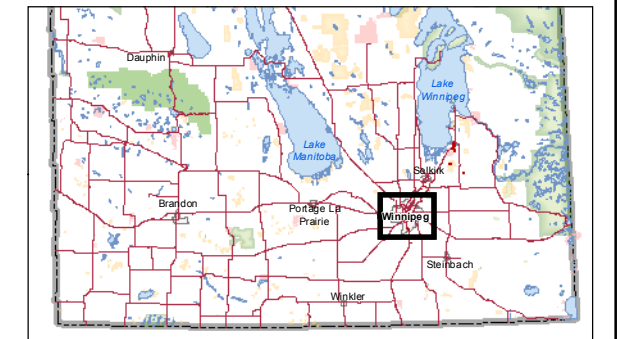 Dauphin
Lake
Winnipeg
Lake
Manitoba
Selkirk
Brandon
Portage La
Prairie
Winnipeg
Steinbach
Winkler